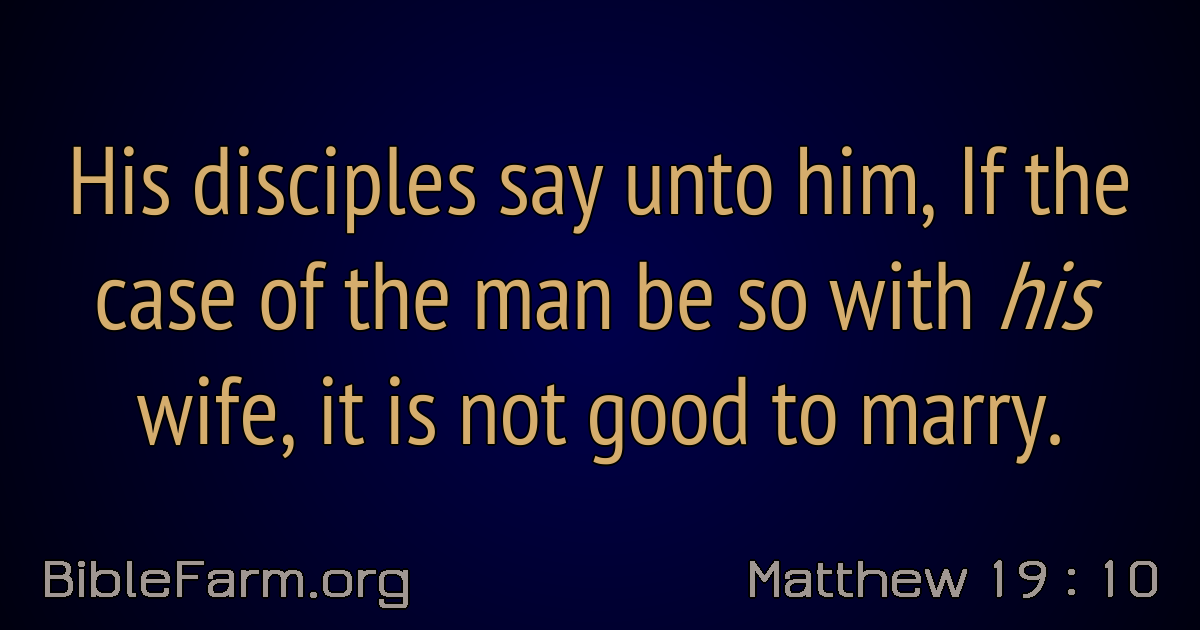 His disciples say unto him, If the
case of the man be so with his
wife, it is not good to marry.
BibleFarm.org
Matthew 19 : 10